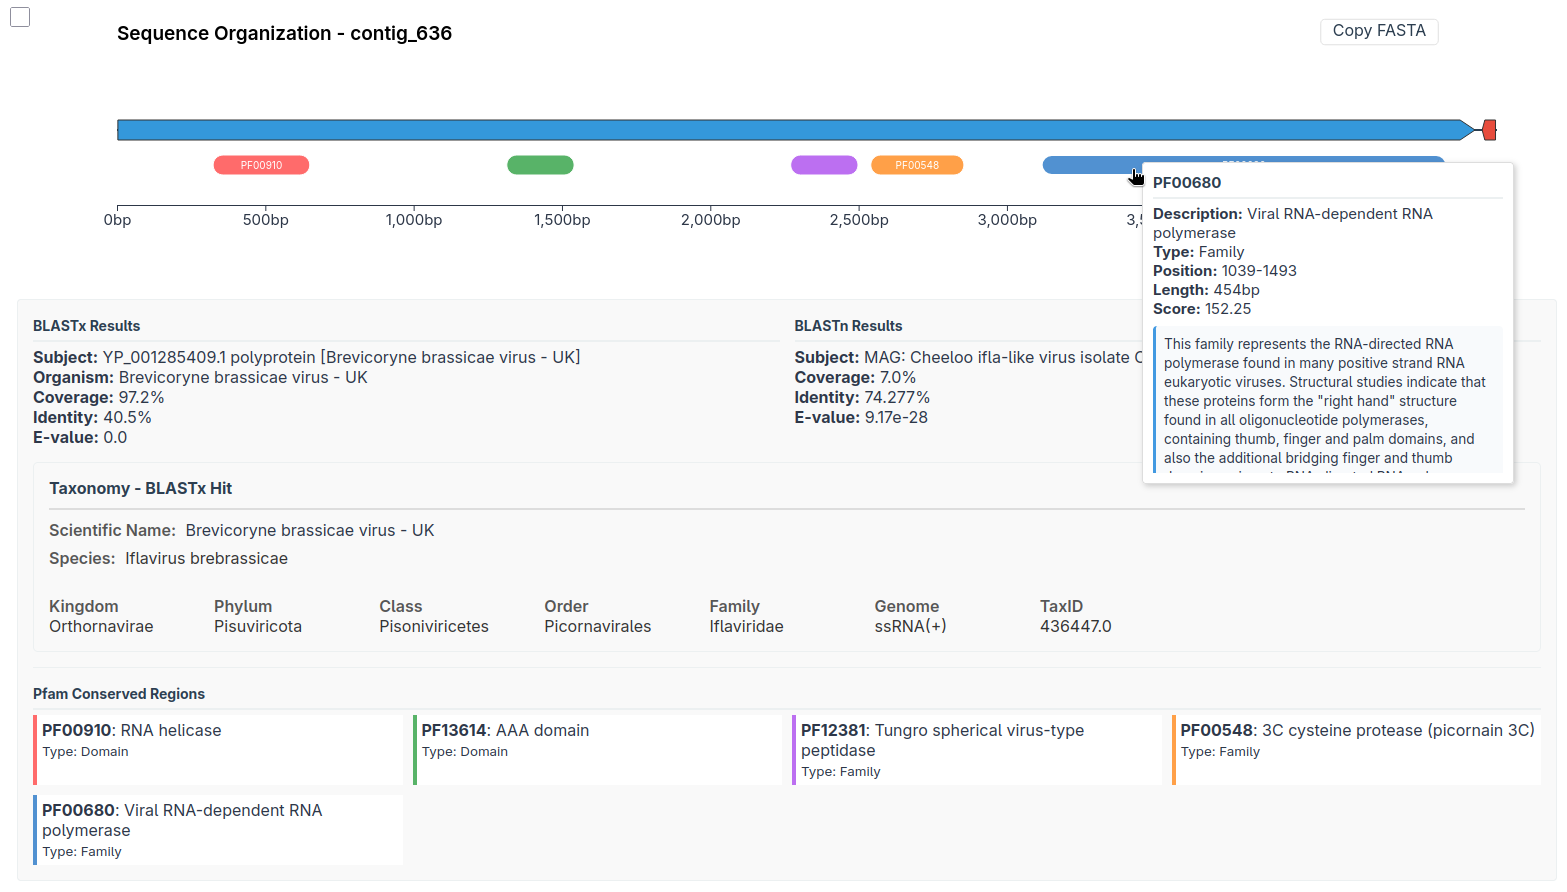 Sequence Organization - contig_636
Copy FASTA
PF00910
PF00548
0bp
500bp
1,000bp
1,500bp
2,000bp
2,500bp
3,000bp
PF00680
Description: Viral RNA-dependent RNA
polymerase
Type: Family
Position: 1039-1493
Length: 454bp
Score: 152.25
This family represents the RNA-directed RNA
polymerase found in many positive strand RNA
eukaryotic viruses. Structural studies indicate that
these proteins form the "right hand" structure
found in all oligonucleotide polymerases,
containing thumb, finger and palm domains, and
also the additional bridging finger and thumb
BLASTx Results
Subject: YP_001285409.1 polyprotein [Brevicoryne brassicae virus - UK]
Organism: Brevicoryne brassicae virus - UK
Coverage: 97.2%
Identity: 40.5%
E-value: 0.0
BLASTn Results
Subject: MAG: Cheeloo ifla-like virus isolate C
Coverage: 7.0%
Identity: 74.277%
E-value: 9.17e-28
Taxonomy - BLASTx Hit
Scientific Name: Brevicoryne brassicae virus - UK
Species: Iflavirus brebrassicae
Kingdom
Orthornavirae
Phylum
Pisuviricota
Class
Pisoniviricetes
Order
Picornavirales
Family
Iflaviridae
Genome
ssRNA(+)
TaxID
436447.0
Pfam Conserved Regions
PF00910: RNA helicase
Type: Domain
PF13614: AAA domain
Type: Domain
PF12381: Tungro spherical virus-type
peptidase
Type: Family
PF00548: 3C cysteine protease (picornain 3C)
Type: Family
PF00680: Viral RNA-dependent RNA
polymerase
Type: Family